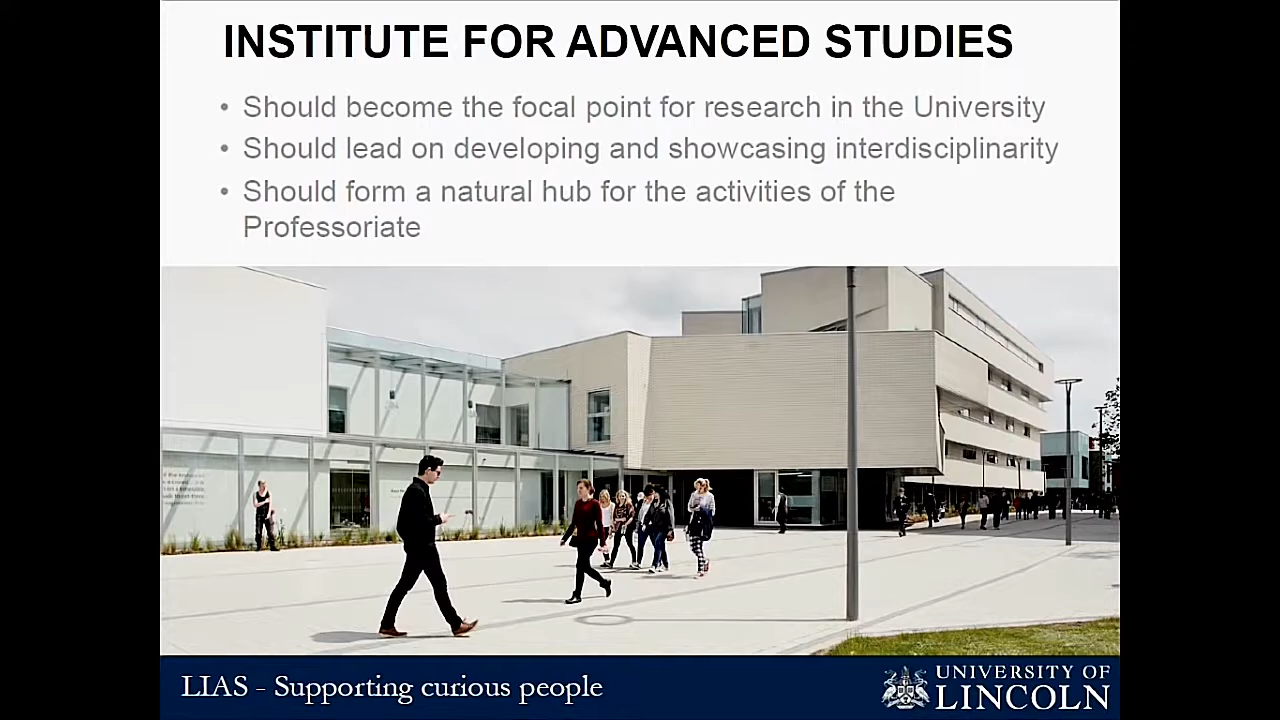 INSTITUTE FOR ADVANCED STUDIES
• Should become the focal point for research in the University
• Should lead on developing and showcasing interdisciplinarity
• Should form a natural hub for the activities of the
Professoriate
LIAS - Supporting curious people
UNIVERSITY OF
LINCOLN